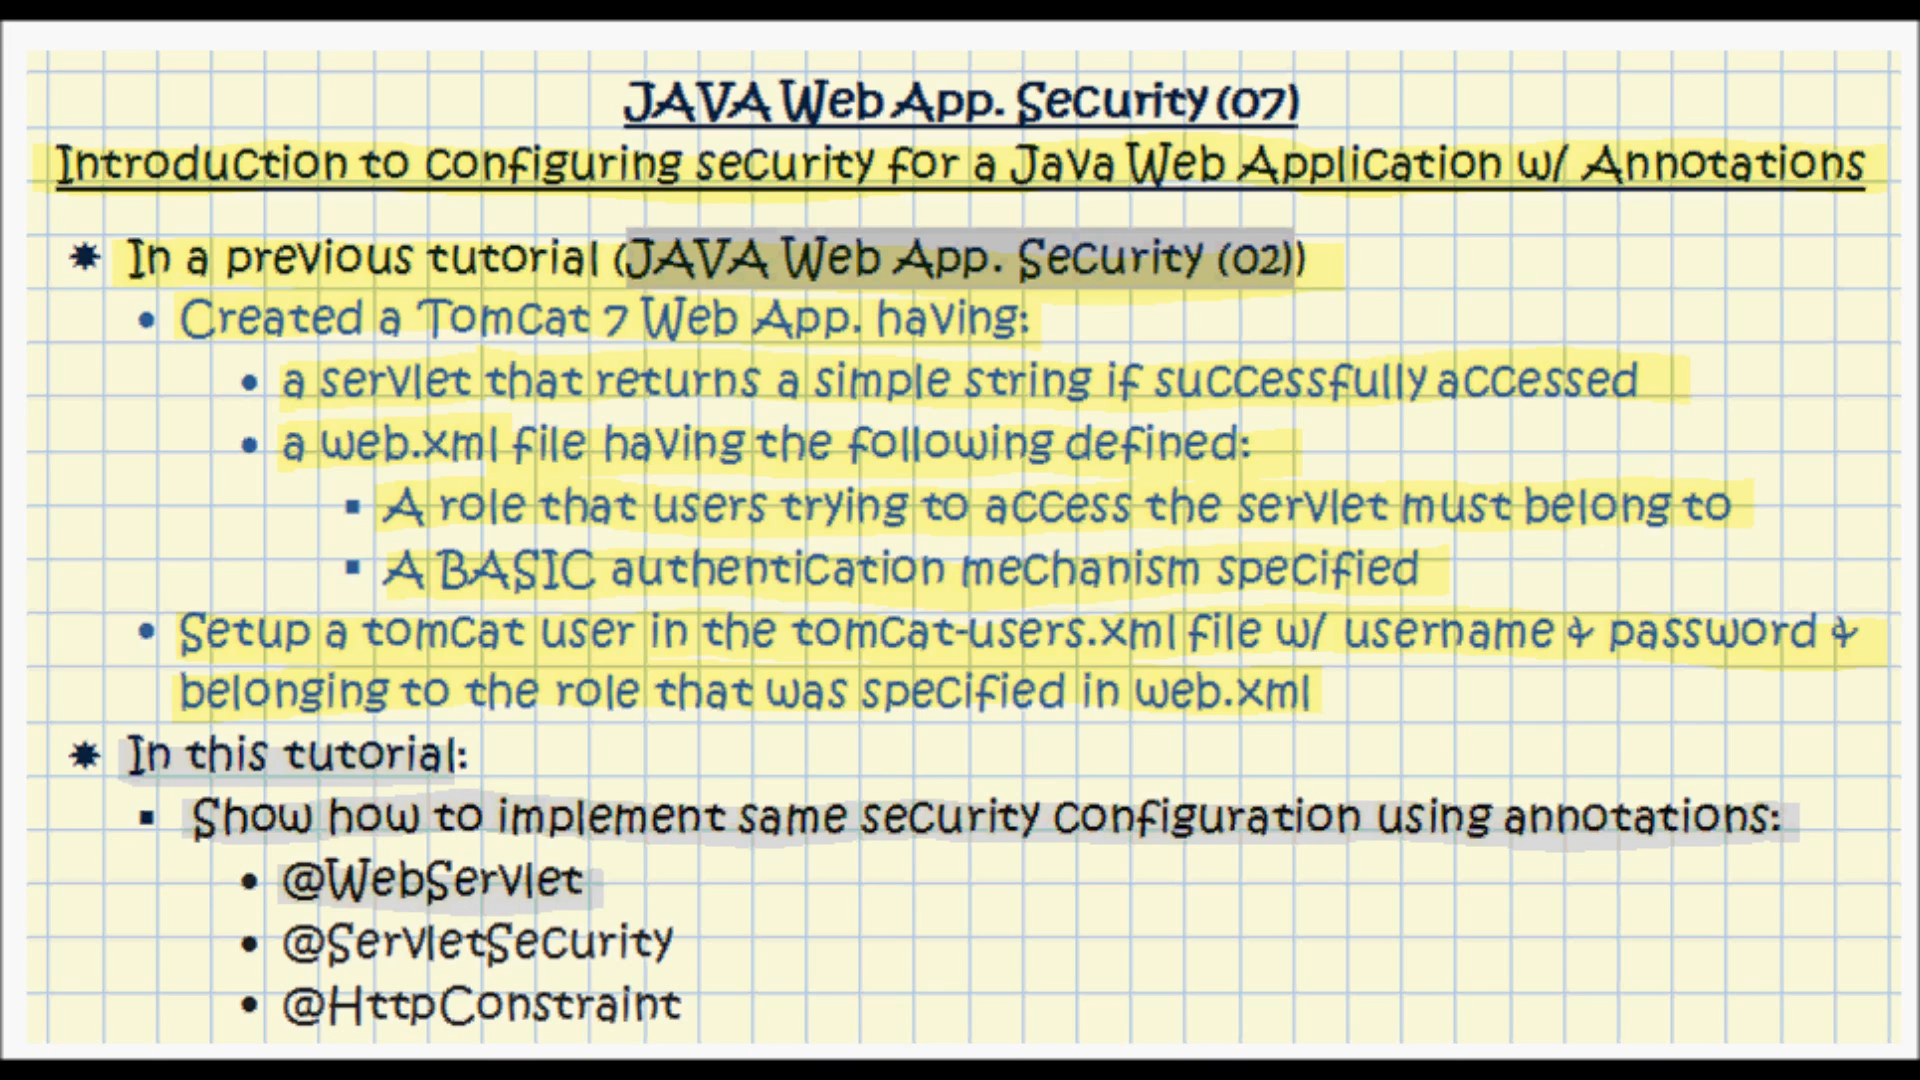 JAVA Web App. Security (07)
Introduction to configuring security for a Java Web Application w/ Annotations
✷ In a previous tutorial (JAVA Web App. Security (02))
• Created a Tomcat 7 Web App. having:
• a servlet that returns a simple string if successfully accessed
• a web.xml file having the following defined:
▪ A role that users trying to access the servlet must belong to
▪ A BASIC authentication mechanism specified
• Setup a tomcat user in the tomcat-users.xml file w/ username & password &
belonging to the role that was specified in web.xml
✷ In this tutorial:
▪ Show how to implement same security configuration using annotations:
• @WebServlet
• @ServletSecurity
• @HttpConstraint